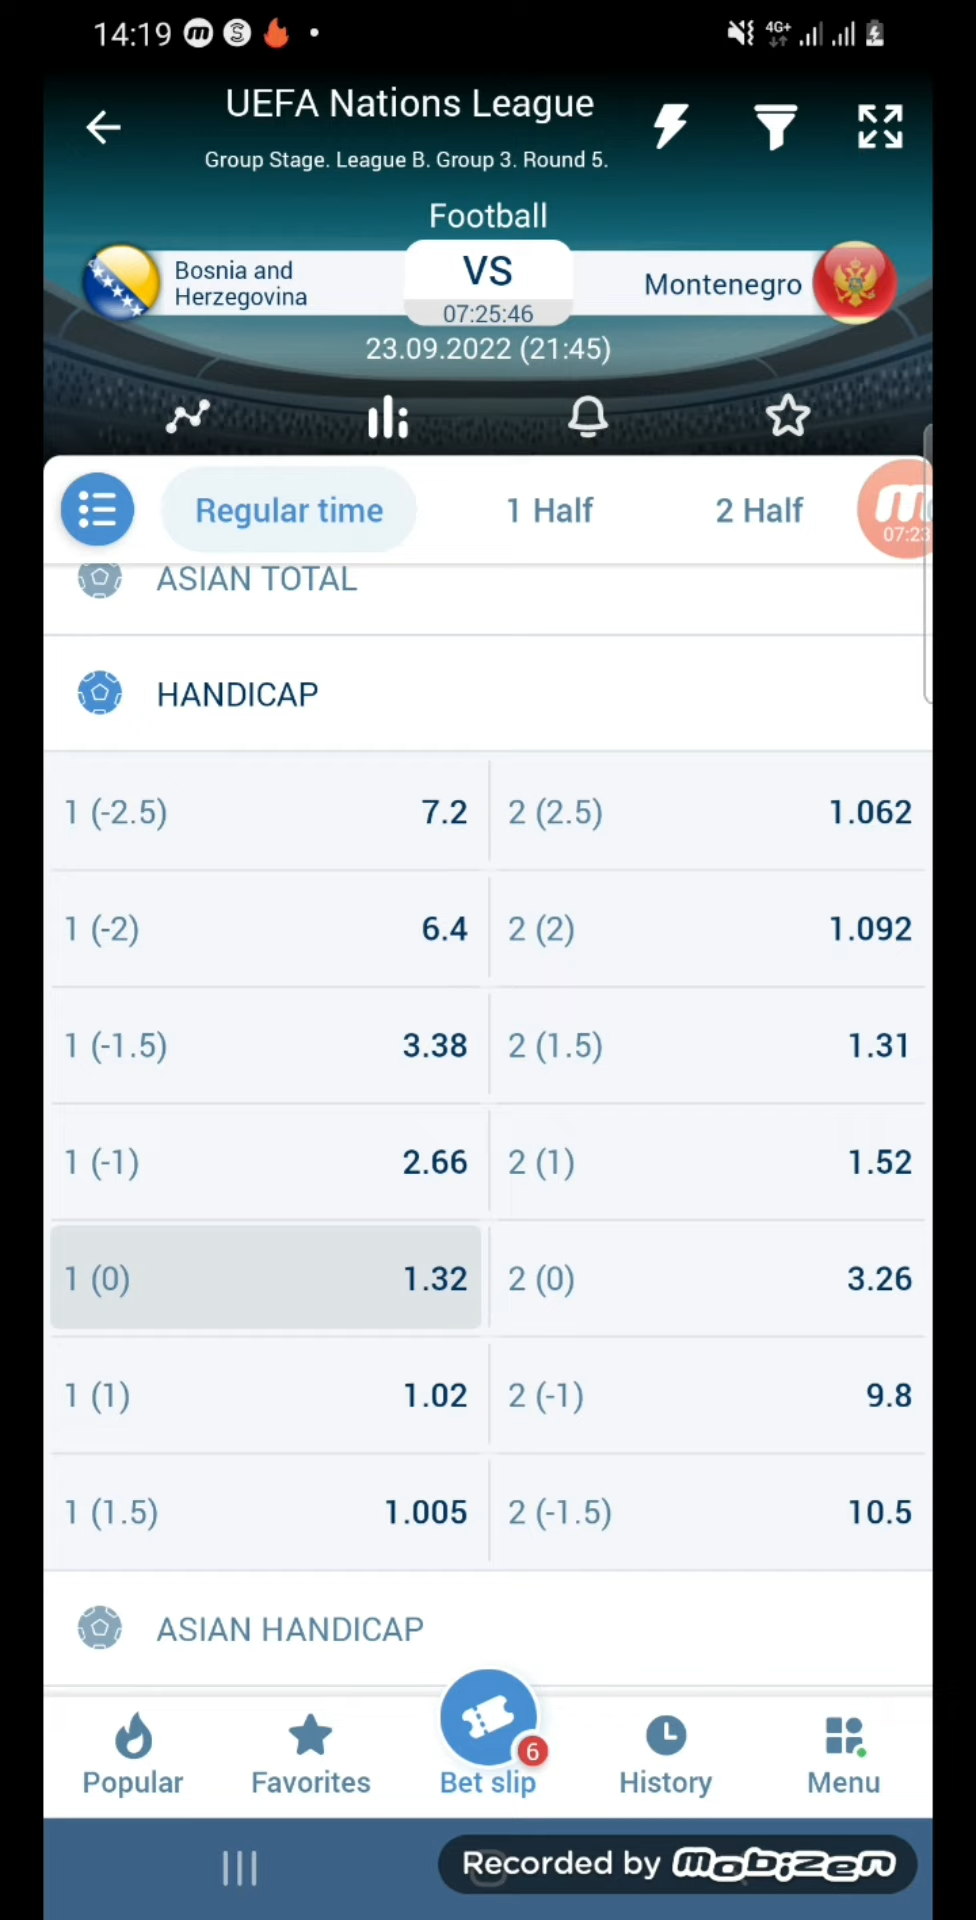 14:19
4G+
UEFA Nations League
Group Stage. League B. Group 3. Round 5.
Football
Bosnia and
Herzegovina
VS
Montenegro
07:25:46
23.09.2022 (21:45)
Regular time
1 Half
2 Half
07:23
ASIAN TOTAL
HANDICAP
1 (-2.5) 7.2 2 (2.5) 1.062
1 (-2) 6.4 2 (2) 1.092
1 (-1.5) 3.38 2 (1.5) 1.31
1 (-1) 2.66 2 (1) 1.52
1 (0) 1.32 2 (0) 3.26
1 (1) 1.02 2 (-1) 9.8
1 (1.5) 1.005 2 (-1.5) 10.5
ASIAN HANDICAP
6
Popular Favorites Bet slip History Menu
Recorded by mobizen